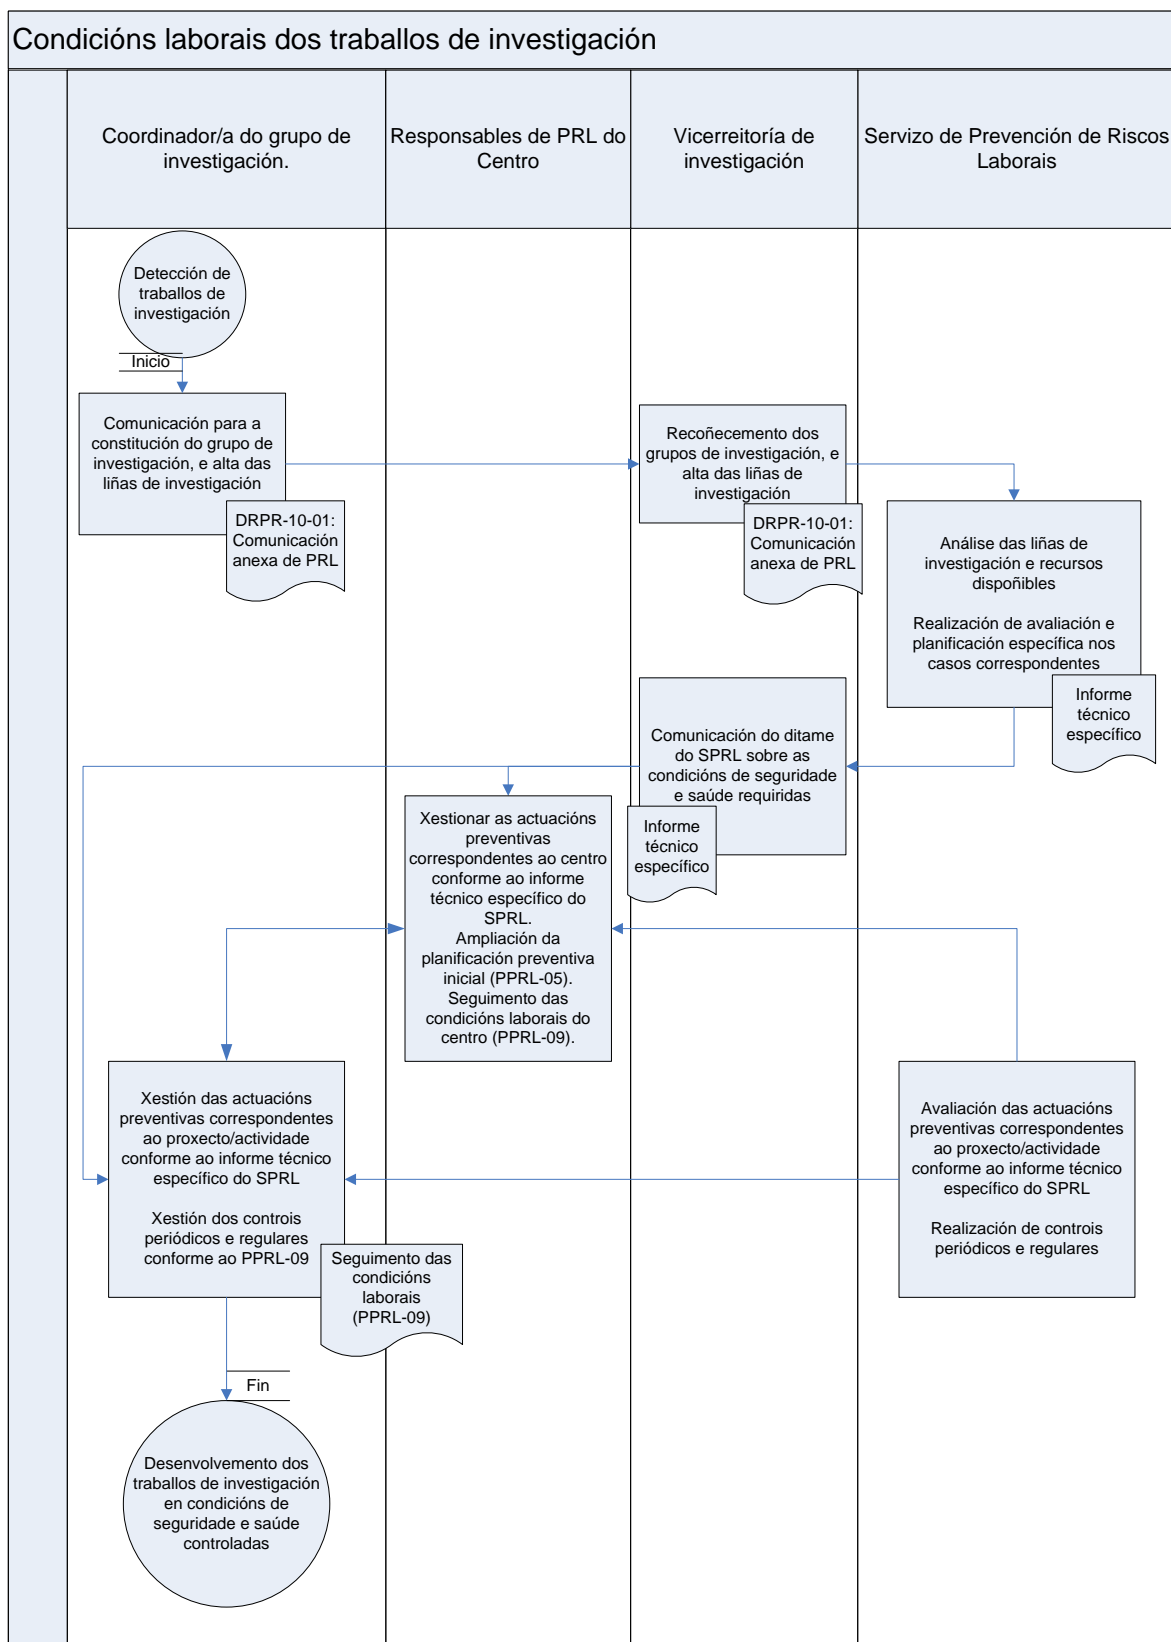 Condicións laborais dos traballos de investigación
Coordinador/a do grupo de
investigación.
Responsables de PRL do
Centro
Vicerreitoría de
investigación
Servizo de Prevención de Riscos
Laborais
Detección de
traballos de
investigación
Inicio
Comunicación para a
constitución do grupo de
investigación, e alta das
liñas de investigación
DRPR-10-01:
Comunicación
anexa de PRL
Recoñecemento dos
grupos de investigación, e
alta das liñas de
investigación
DRPR-10-01:
Comunicación
anexa de PRL
Análise das liñas de
investigación e recursos
dispoñibles
Realización de avaliación e
planificación específica nos
casos correspondentes
Informe
técnico
específico
Comunicación do ditame
do SPRL sobre as
condicións de seguridade
e saúde requiridas
Informe
técnico
específico
Xestionar as actuacións
preventivas
correspondentes ao centro
conforme ao informe
técnico específico do
SPRL.
Ampliación da
planificación preventiva
inicial (PPRL-05).
Seguimento das
condicións laborais do
centro (PPRL-09).
Xestión das actuacións
preventivas correspondentes
ao proxecto/actividade
conforme ao informe técnico
específico do SPRL
Xestión dos controis
periódicos e regulares
conforme ao PPRL-09
Seguimento das
condicións
laborais
(PPRL-09)
Avaliación das actuacións
preventivas correspondentes
ao proxecto/actividade
conforme ao informe técnico
específico do SPRL
Realización de controis
periódicos e regulares
Fin
Desenvolvemento dos
traballos de investigación
en condicións de
seguridade e saúde
controladas